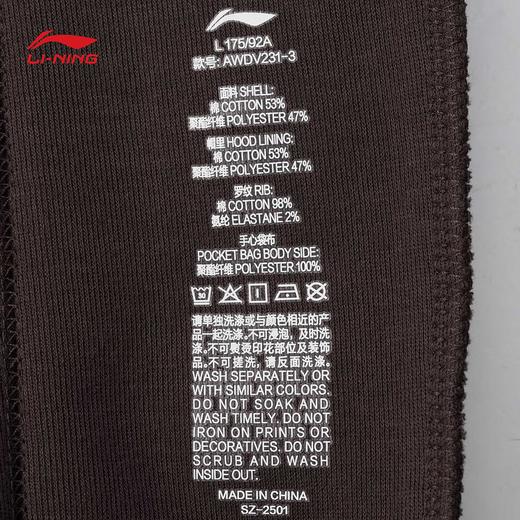 LI-NING
L 175/92A
款号: AWDV231-3
面料 SHELL:
棉 COTTON 53%
聚酯纤维 POLYESTER 47%
帽里 HOOD LINING:
棉 COTTON 53%
聚酯纤维 POLYESTER 47%
罗纹 RIB:
棉 COTTON 98%
氨纶 ELASTANE 2%
手心袋布
POCKET BAG BODY SIDE:
聚酯纤维 POLYESTER 100%
30
请单独洗涤或与颜色相近的产
品一起洗涤。不可浸泡，及时洗
涤。不可熨烫印花部位及装饰
品。不可搓洗，请反面洗涤。
WASH SEPARATELY OR
WITH SIMILAR COLORS.
DO NOT SOAK AND
WASH TIMELY. DO NOT
IRON ON PRINTS OR
DECORATIVES. DO NOT
SCRUB AND WASH
INSIDE OUT.
MADE IN CHINA
SZ-2501